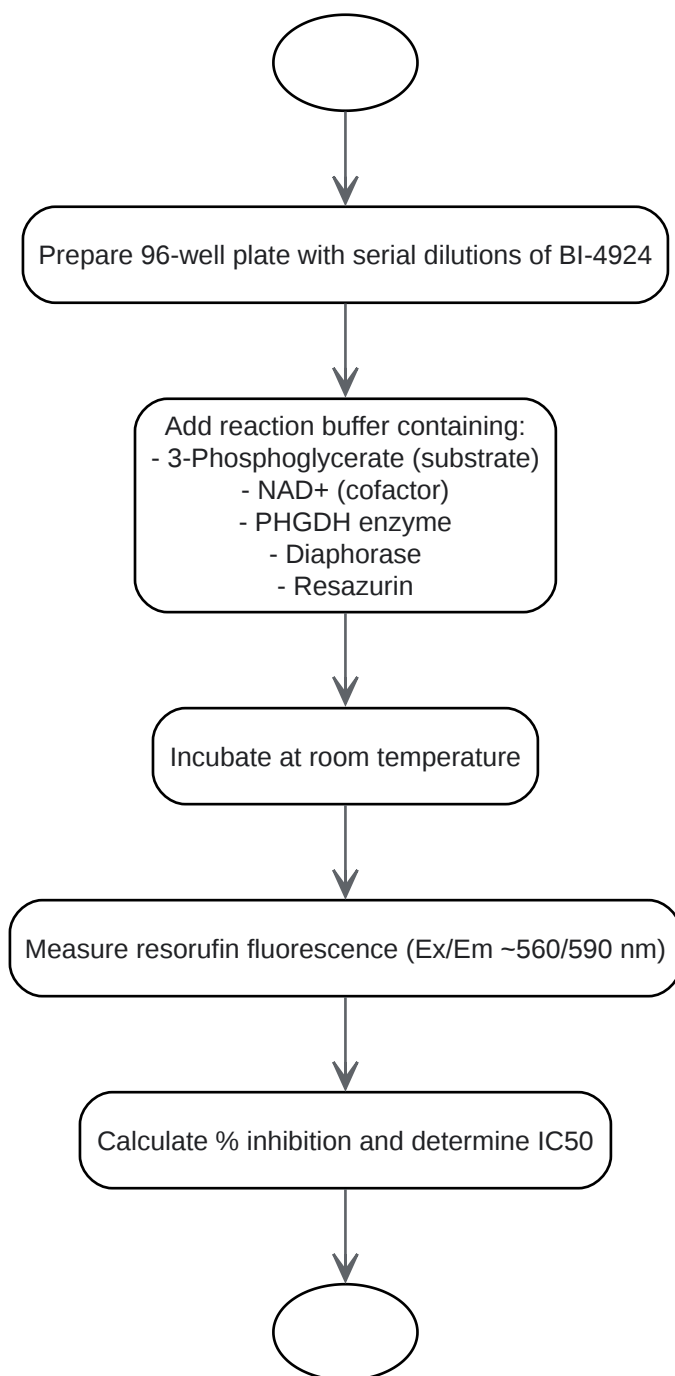 Prepare 96-well plate with serial dilutions of BI-4924
Add reaction buffer containing:
- 3-Phosphoglycerate (substrate)
- NAD+ (cofactor)
- PHGDH enzyme
- Diaphorase
- Resazurin
Incubate at room temperature
Measure resorufin fluorescence (Ex/Em ~560/590 nm)
Calculate % inhibition and determine IC50